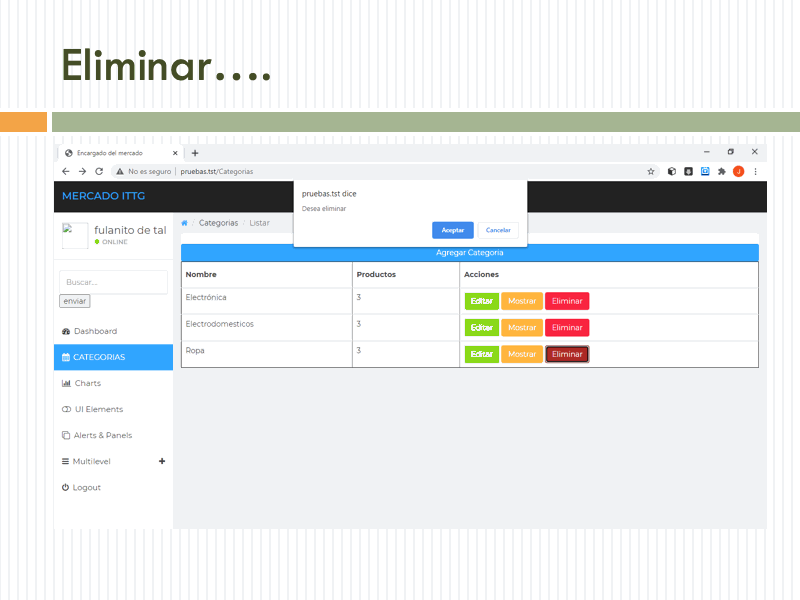 Eliminar….
Encargado del mercado
No es seguro | pruebas.tst/Categorias
J
MERCADO ITTG
pruebas.tst dice
Desea eliminar
Aceptar Cancelar
fulanito de tal
ONLINE
Categorias / Listar
Agregar Categoria
Buscar...
enviar
Dashboard
CATEGORIAS
Charts
UI Elements
Alerts & Panels
Multilevel +
Logout
Nombre Productos Acciones
Electrónica 3 Editar Mostrar Eliminar
Electrodomesticos 3 Editar Mostrar Eliminar
Ropa 3 Editar Mostrar Eliminar